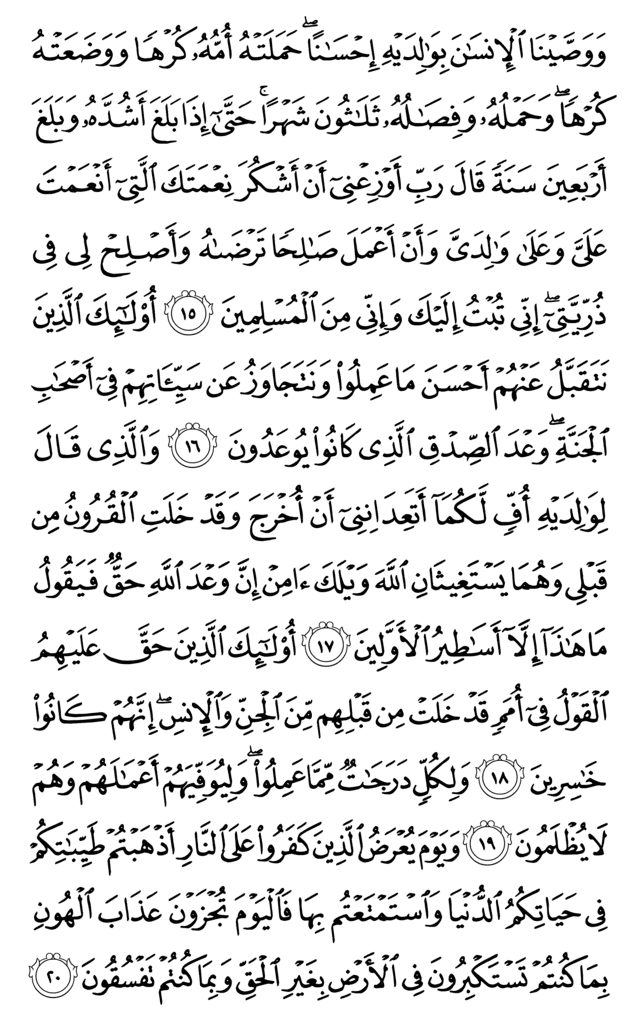 وَوَصَّيۡنَا ٱلۡإِنسَٰنَ بِوَٰلِدَيۡهِ إِحۡسَٰنًاۖ حَمَلَتۡهُ أُمُّهُۥ كُرۡهٗا وَوَضَعَتۡهُ
كُرۡهٗاۖ وَحَمۡلُهُۥ وَفِصَٰلُهُۥ ثَلَٰثُونَ شَهۡرًاۚ حَتَّىٰٓ إِذَا بَلَغَ أَشُدَّهُۥ وَبَلَغَ
أَرۡبَعِينَ سَنَةٗ قَالَ رَبِّ أَوۡزِعۡنِيٓ أَنۡ أَشۡكُرَ نِعۡمَتَكَ ٱلَّتِيٓ أَنۡعَمۡتَ
عَلَيَّ وَعَلَىٰ وَٰلِدَيَّ وَأَنۡ أَعۡمَلَ صَٰلِحٗا تَرۡضَىٰهُ وَأَصۡلِحۡ لِي فِي
ذُرِّيَّتِيٓۖ إِنِّي تُبۡتُ إِلَيۡكَ وَإِنِّي مِنَ ٱلۡمُسۡلِمِينَ ١٥ أُوْلَٰٓئِكَ ٱلَّذِينَ
نَتَقَبَّلُ عَنۡهُمۡ أَحۡسَنَ مَا عَمِلُواْ وَنَتَجَاوَزُ عَن سَيِّـَٔاتِهِمۡ فِيٓ أَصۡحَٰبِ
ٱلۡجَنَّةِۖ وَعۡدَ ٱلصِّدۡقِ ٱلَّذِي كَانُواْ يُوعَدُونَ ١٦ وَٱلَّذِي قَالَ
لِوَٰلِدَيۡهِ أُفّٖ لَّكُمَآ أَتَعِدَانِنِيٓ أَنۡ أُخۡرَجَ وَقَدۡ خَلَتِ ٱلۡقُرُونُ مِن
قَبۡلِي وَهُمَا يَسۡتَغِيثَانِ ٱللَّهَ وَيۡلَكَ ءَامِنۡ إِنَّ وَعۡدَ ٱللَّهِ حَقّٞ فَيَقُولُ
مَا هَٰذَآ إِلَّآ أَسَٰطِيرُ ٱلۡأَوَّلِينَ ١٧ أُوْلَٰٓئِكَ ٱلَّذِينَ حَقَّ عَلَيۡهِمُ
ٱلۡقَوۡلُ فِيٓ أُمَمٖ قَدۡ خَلَتۡ مِن قَبۡلِهِم مِّنَ ٱلۡجِنِّ وَٱلۡإِنسِۖ إِنَّهُمۡ كَانُواْ
خَٰسِرِينَ ١٨ وَلِكُلّٖ دَرَجَٰتٞ مِّمَّا عَمِلُواْۖ وَلِيُوَفِّيَهُمۡ أَعۡمَٰلَهُمۡ وَهُمۡ
لَا يُظۡلَمُونَ ١٩ وَيَوۡمَ يُعۡرَضُ ٱلَّذِينَ كَفَرُواْ عَلَى ٱلنَّارِ أَذۡهَبۡتُمۡ طَيِّبَٰتِكُمۡ
فِي حَيَاتِكُمُ ٱلدُّنۡيَا وَٱسۡتَمۡتَعۡتُم بِهَا فَٱلۡيَوۡمَ تُجۡزَوۡنَ عَذَابَ ٱلۡهُونِ
بِمَا كُنتُمۡ تَسۡتَكۡبِرُونَ فِي ٱلۡأَرۡضِ بِغَيۡرِ ٱلۡحَقِّ وَبِمَا كُنتُمۡ تَفۡسُقُونَ ٢٠